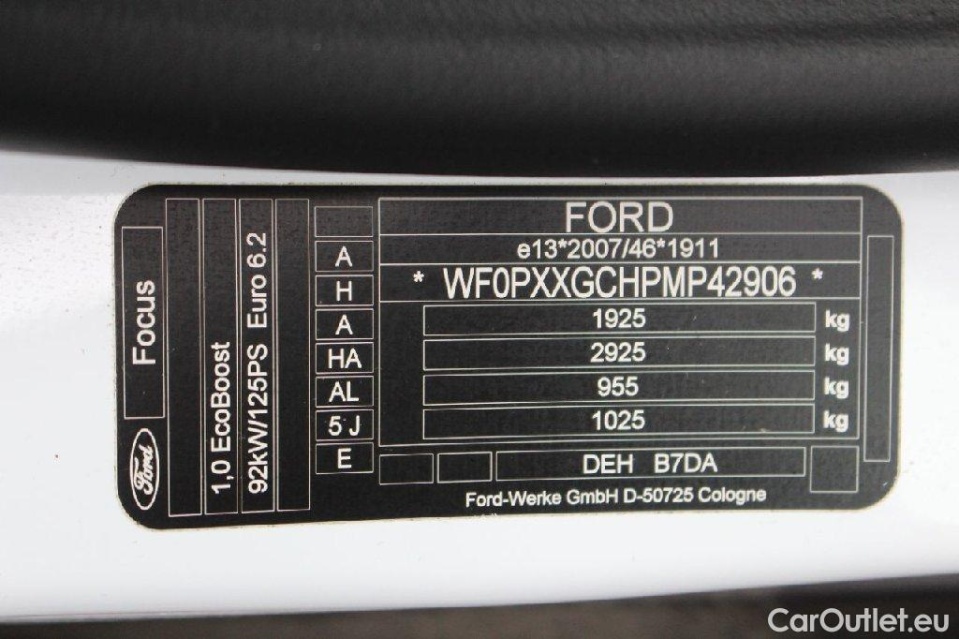 FORD
e13*2007/46*1911
* WF0PXXGCHPMP42906 *
1925 kg
2925 kg
955 kg
1025 kg
DEH B7DA
Ford-Werke GmbH D-50725 Cologne
A
H
A
HA
AL
5 J
E
Focus
Ford
1,0 EcoBoost
92kW/125PS Euro 6.2
CarOutlet.eu